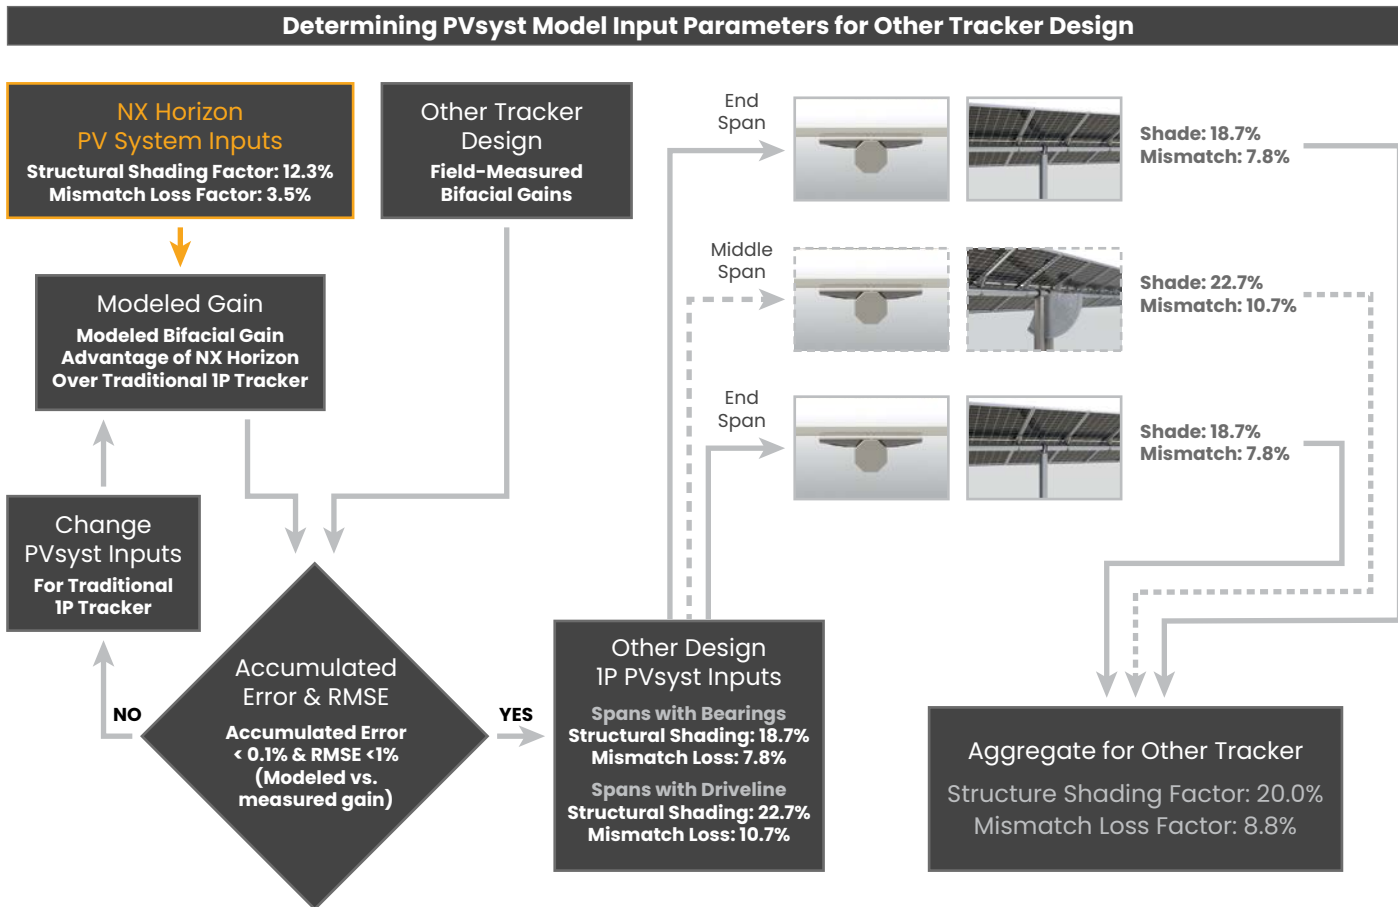 Determining PVsyst Model Input Parameters for Other Tracker Design
NX Horizon
PV System Inputs
Structural Shading Factor: 12.3%
Mismatch Loss Factor: 3.5%
Other Tracker
Design
Field-Measured
Bifacial Gains
Modeled Gain
Modeled Bifacial Gain
Advantage of NX Horizon
Over Traditional 1P Tracker
Change
PVsyst Inputs
For Traditional
1P Tracker
Accumulated
Error & RMSE
Accumulated Error
< 0.1% & RMSE <1%
(Modeled vs.
measured gain)
NO
YES
Other Design
1P PVsyst Inputs
Spans with Bearings
Structural Shading: 18.7%
Mismatch Loss: 7.8%
Spans with Driveline
Structural Shading: 22.7%
Mismatch Loss: 10.7%
End
Span
Shade: 18.7%
Mismatch: 7.8%
Middle
Span
Shade: 22.7%
Mismatch: 10.7%
End
Span
Shade: 18.7%
Mismatch: 7.8%
Aggregate for Other Tracker
Structure Shading Factor: 20.0%
Mismatch Loss Factor: 8.8%